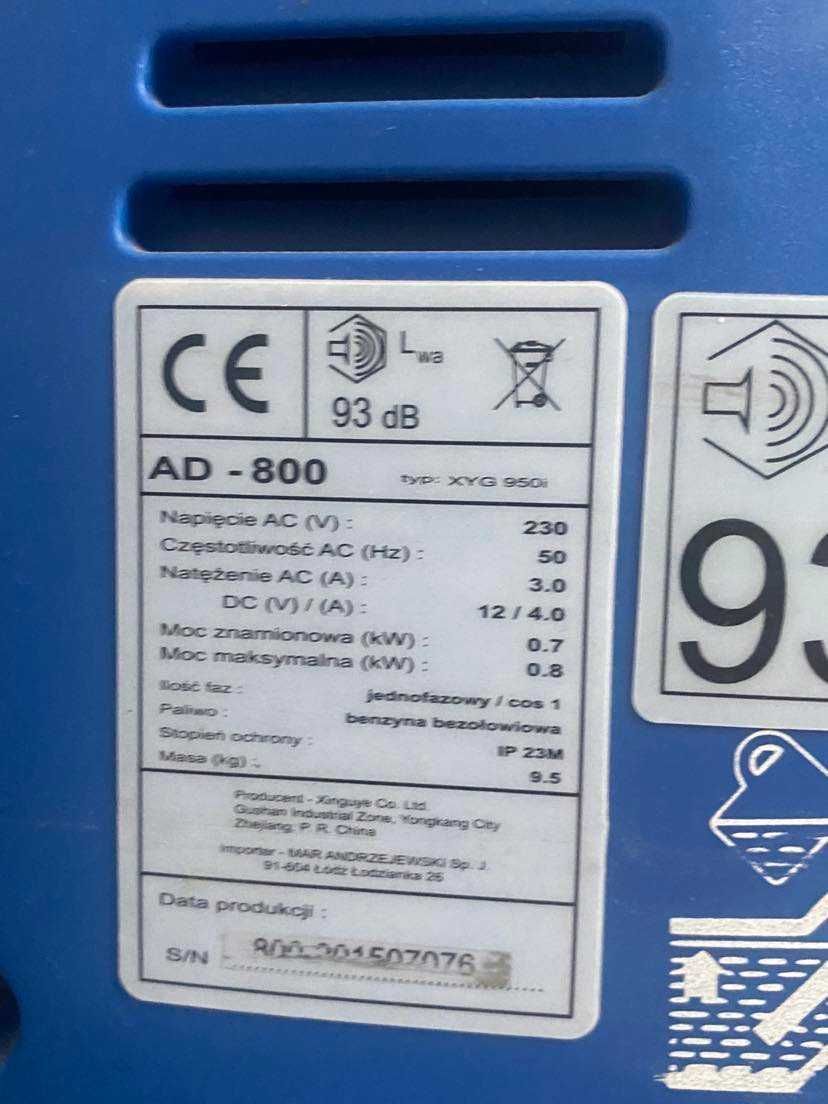 CE
Lwa
93 dB
AD - 800 typ: XYG 950i
Napięcie AC (V) : 230
Częstotliwość AC (Hz) : 50
Natężenie AC (A) : 3.0
DC (V) / (A) : 12 / 4.0
Moc znamionowa (kW) : 0.7
Moc maksymalna (kW) : 0.8
Ilość faz : jednofazowy / cos 1
Paliwo : benzyna bezołowiowa
Stopień ochrony : IP 23M
Masa (kg) : 9.5
Producent - Xinguye Co. Ltd.
Gushan Industrial Zone, Yongkang City
Zhejiang, P. R. China
Importer - MAR ANDRZEJEWSKI Sp. J.
91-604 Łódź Łodzianka 26
Data produkcji :
S/N
93